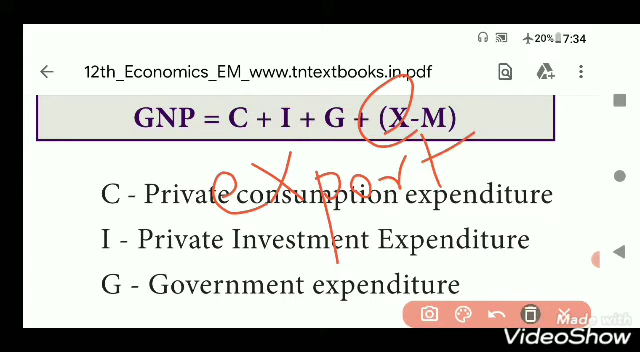 20% 7:34
12th_Economics_EM_www.tntextbooks.in.pdf
GNP = C + I + G + (X-M)
export
C - Private consumption expenditure
I - Private Investment Expenditure
G - Government expenditure
Made with
VideoShow